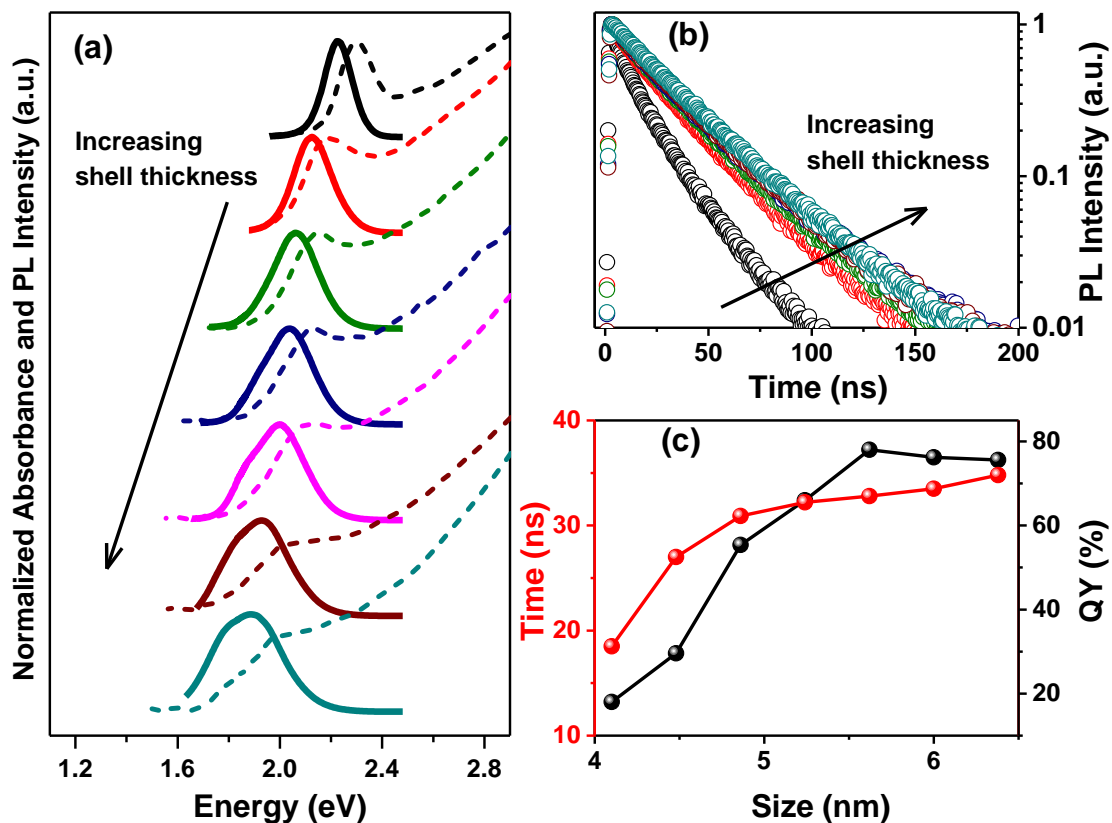 (a)
Increasing
shell thickness
Normalized Absorbance and PL Intensity (a.u.)
1.2 1.6 2.0 2.4 2.8
Energy (eV)
(b)
Increasing
shell thickness
1
0.1
0.01
PL Intensity (a.u.)
0 50 100 150 200
Time (ns)
(c)
40
30
20
10
Time (ns)
80
60
40
20
QY (%)
4 5 6
Size (nm)